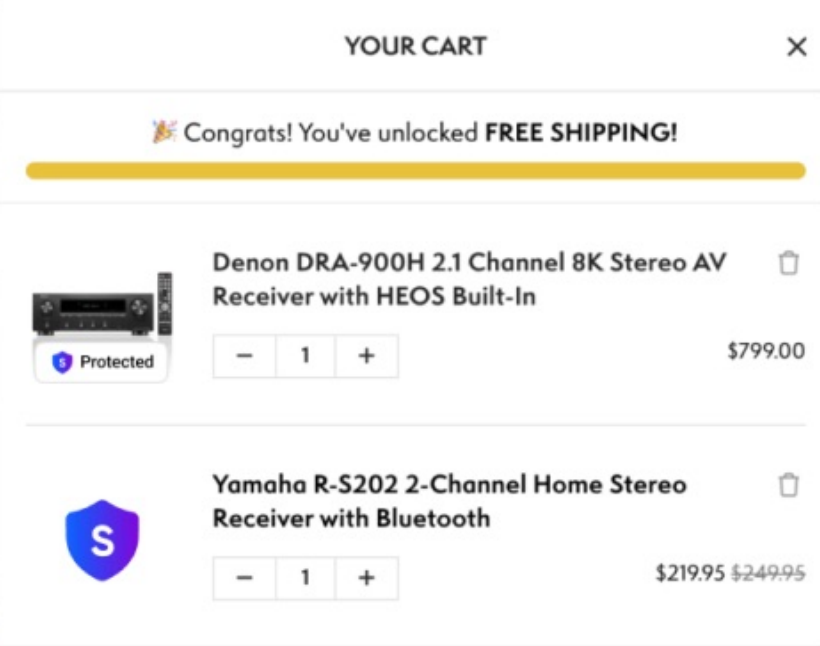 YOUR CART
🎉 Congrats! You've unlocked FREE SHIPPING!
Denon DRA-900H 2.1 Channel 8K Stereo AV
Receiver with HEOS Built-In
S Protected
− 1 +
$799.00
Yamaha R-S202 2-Channel Home Stereo
Receiver with Bluetooth
S
− 1 +
$219.95 $249.95